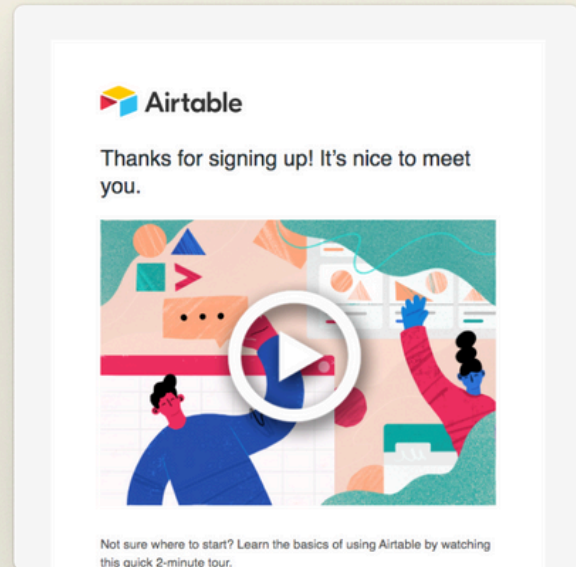 Airtable
Thanks for signing up! It's nice to meet
you.
Not sure where to start? Learn the basics of using Airtable by watching
this quick 2-minute tour.